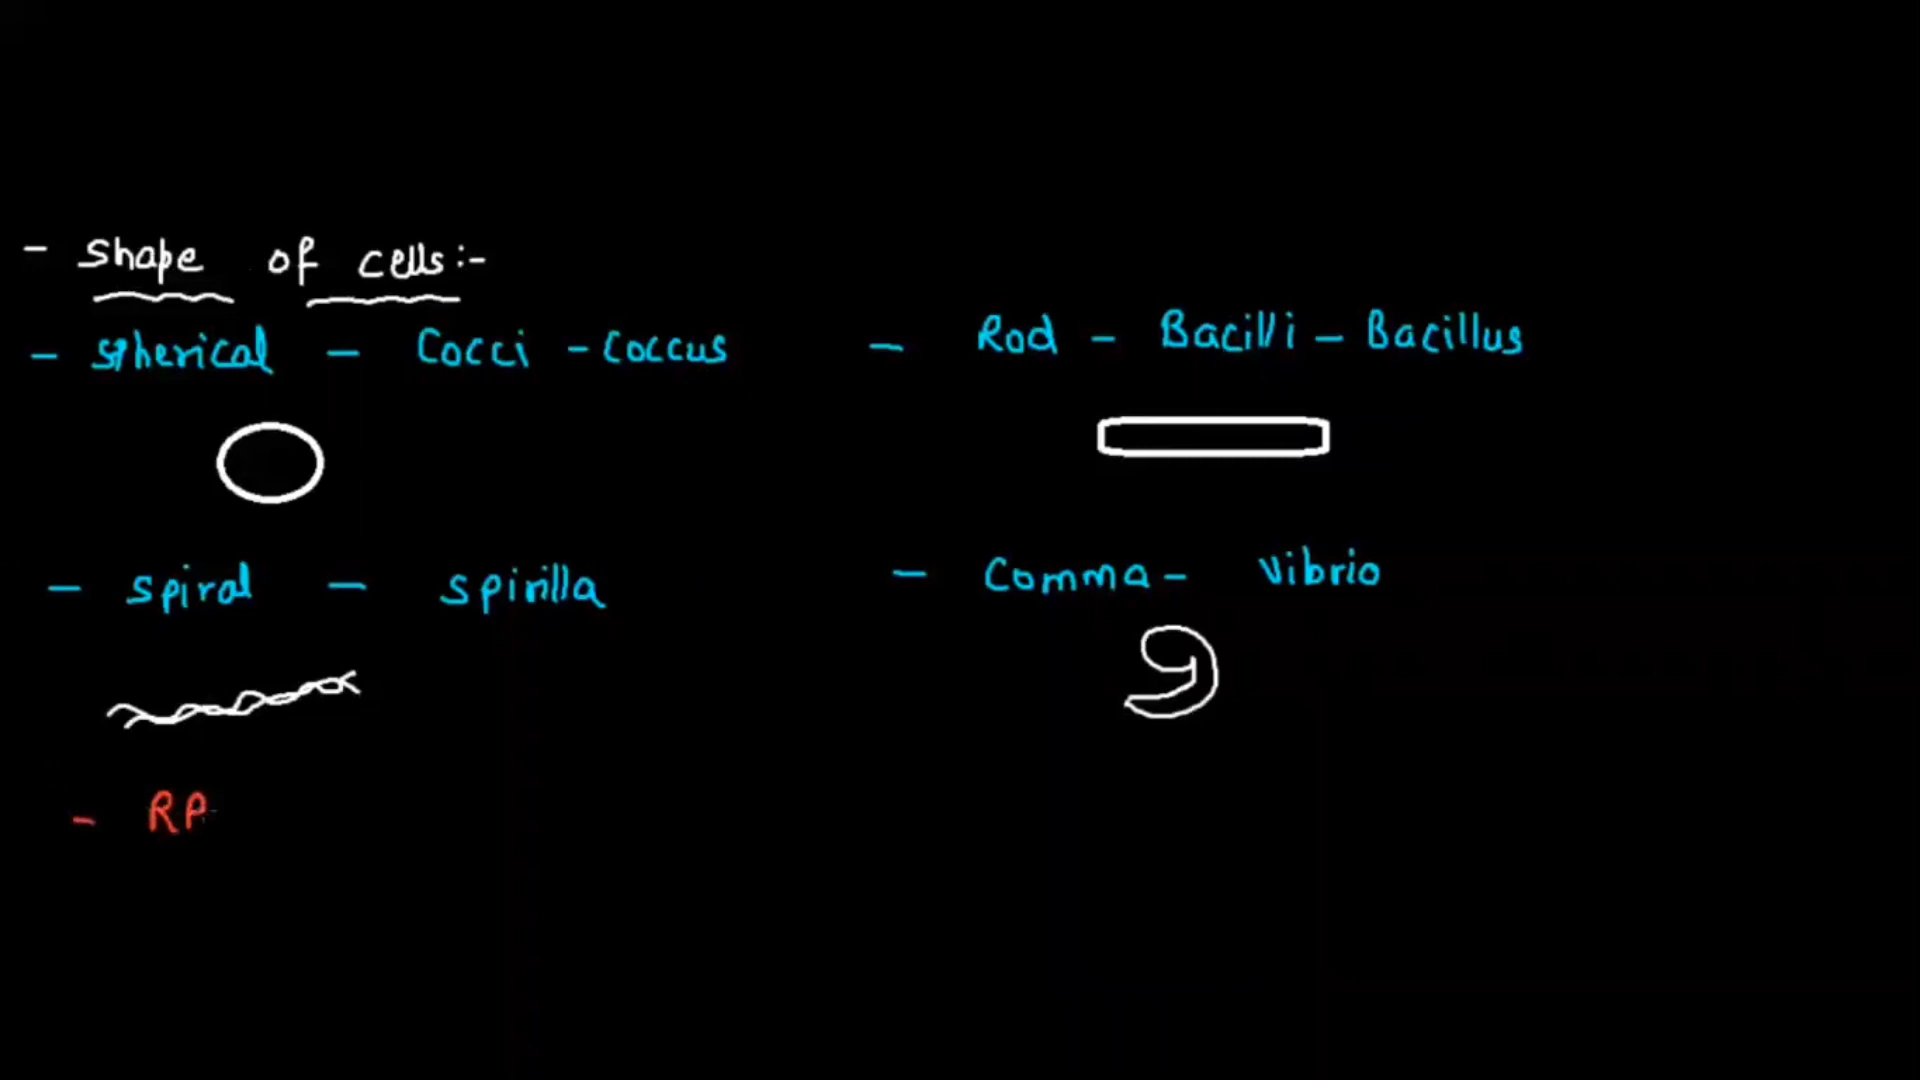 - Shape of cells:-
- spherical - Cocci - Coccus
- Rod - Bacilli - Bacillus
- spiral - spirilla
- Comma - Vibrio
- RP